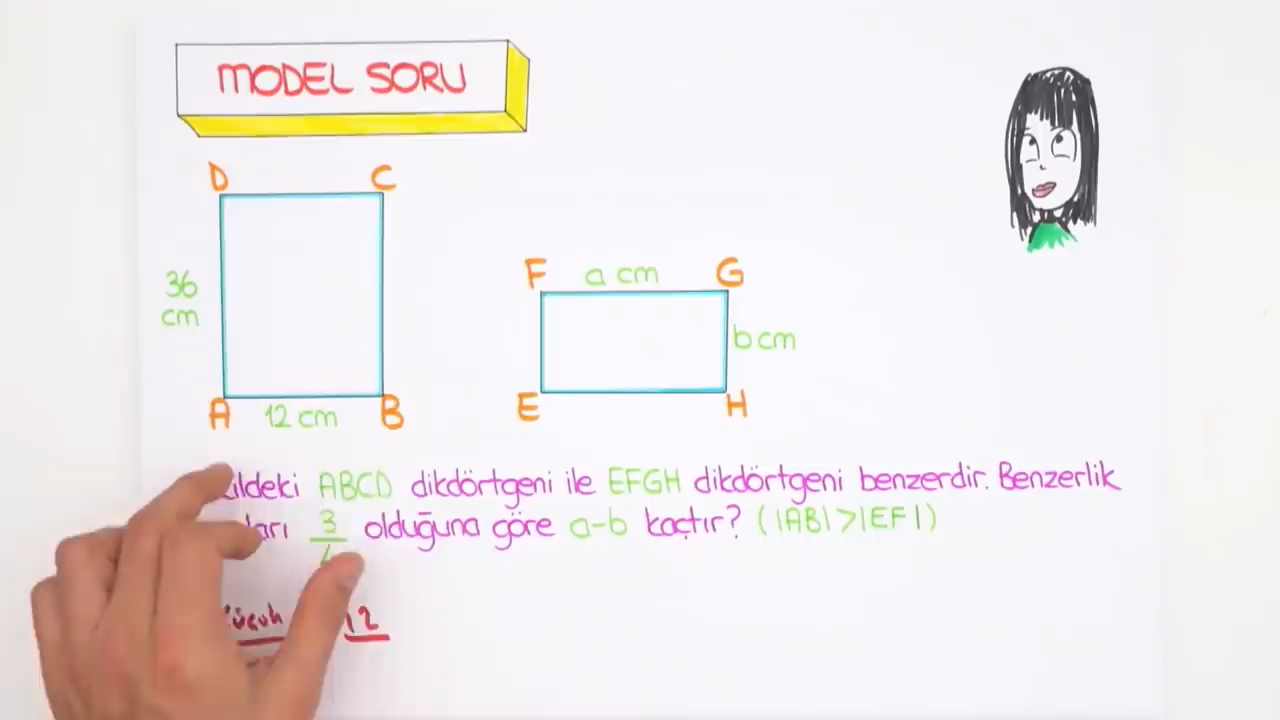 MODEL SORU
D
C
36
cm
A
12 cm
B
F
a cm
G
b cm
E
H
ABCD dikdörtgeni ile EFGH dikdörtgeni benzerdir. Benzerlik
3
olduğuna göre a-b kaçtır? (|AB|>|EF|)
12